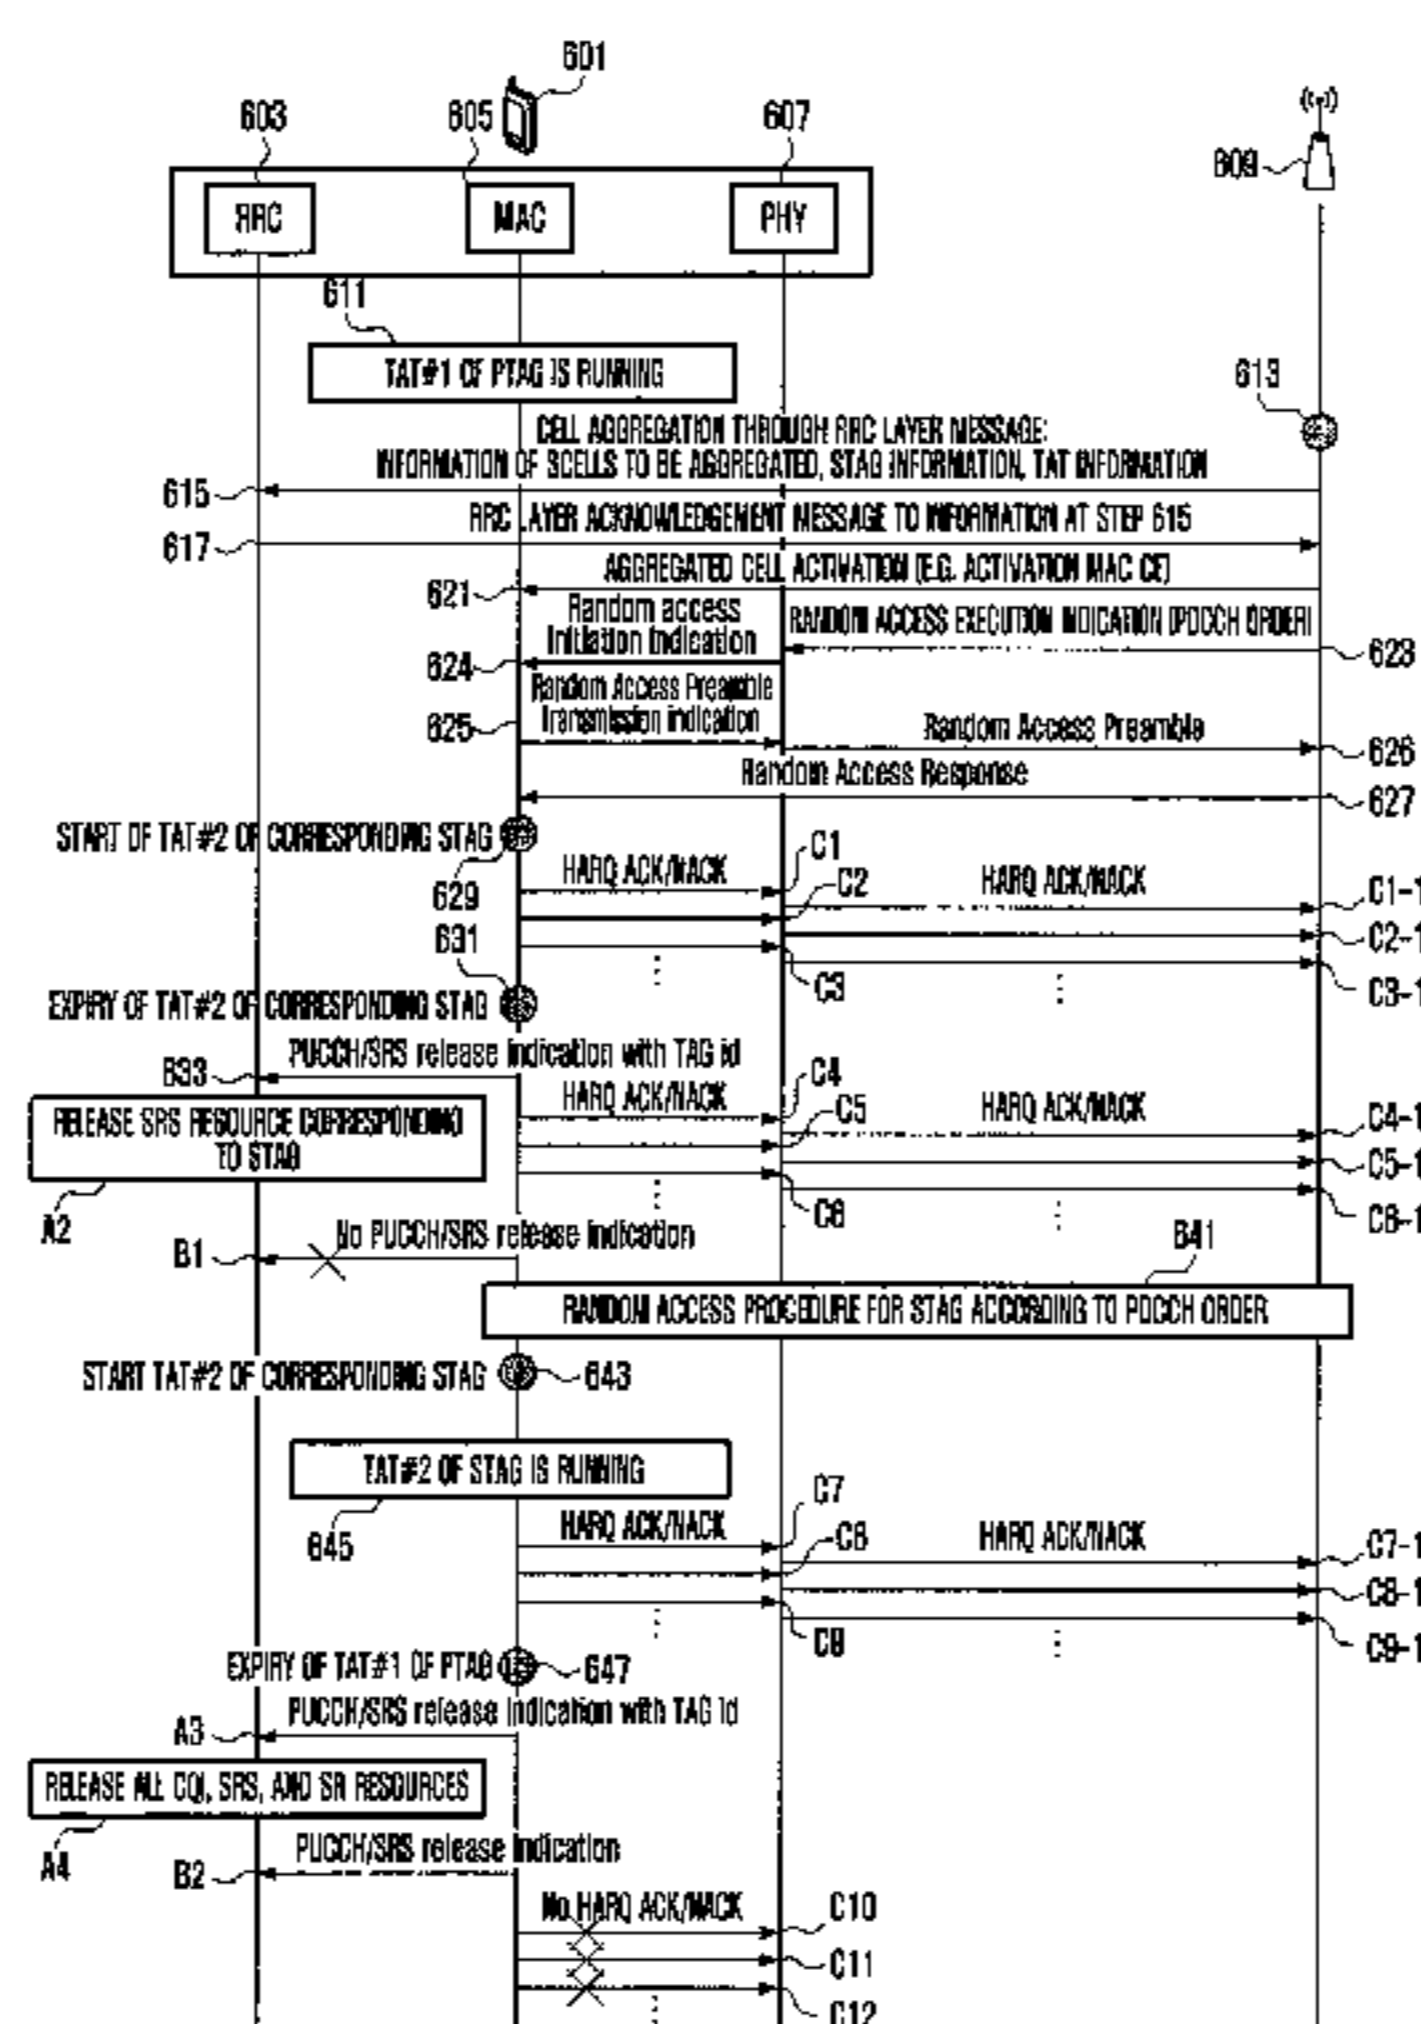 601
603
605
607
609
RRC
MAC
PHY
611
TAT#1 OF PTAG IS RUNNING
613
CELL AGGREGATION THROUGH RRC LAYER MESSAGE:
INFORMATION OF SCELLS TO BE AGGREGATED, STAG INFORMATION, TAT INFORMATION
615
RRC LAYER ACKNOWLEDGEMENT MESSAGE TO INFORMATION AT STEP 615
617
AGGREGATED CELL ACTIVATION (E.G. ACTIVATION MAC CE)
621
Random access
Initiation Indication
RANDOM ACCESS EXECUTION INDICATION (PDCCH ORDER)
623
624
Random Access Preamble
Transmission indication
625
Random Access Preamble
626
Random Access Response
627
START OF TAT#2 OF CORRESPONDING STAG
629
HARQ ACK/NACK
C1
C2
C3
HARQ ACK/NACK
C1-1
C2-1
C3-1
631
EXPIRY OF TAT#2 OF CORRESPONDING STAG
PUCCH/SRS release indication with TAG id
633
RELEASE SRS RESOURCE CORRESPONDING
TO STAG
A2
HARQ ACK/NACK
C4
C5
C6
HARQ ACK/NACK
C4-1
C5-1
C6-1
No PUCCH/SRS release indication
B1
641
RANDOM ACCESS PROCEDURE FOR STAG ACCORDING TO PDCCH ORDER
START TAT#2 OF CORRESPONDING STAG
643
TAT#2 OF STAG IS RUNNING
645
HARQ ACK/NACK
C7
C8
C9
HARQ ACK/NACK
C7-1
C8-1
C9-1
EXPIRY OF TAT#1 OF PTAG
647
PUCCH/SRS release indication with TAG id
A3
RELEASE ALL CQI, SRS, AND SR RESOURCES
A4
PUCCH/SRS release indication
B2
No HARQ ACK/NACK
C10
C11
C12